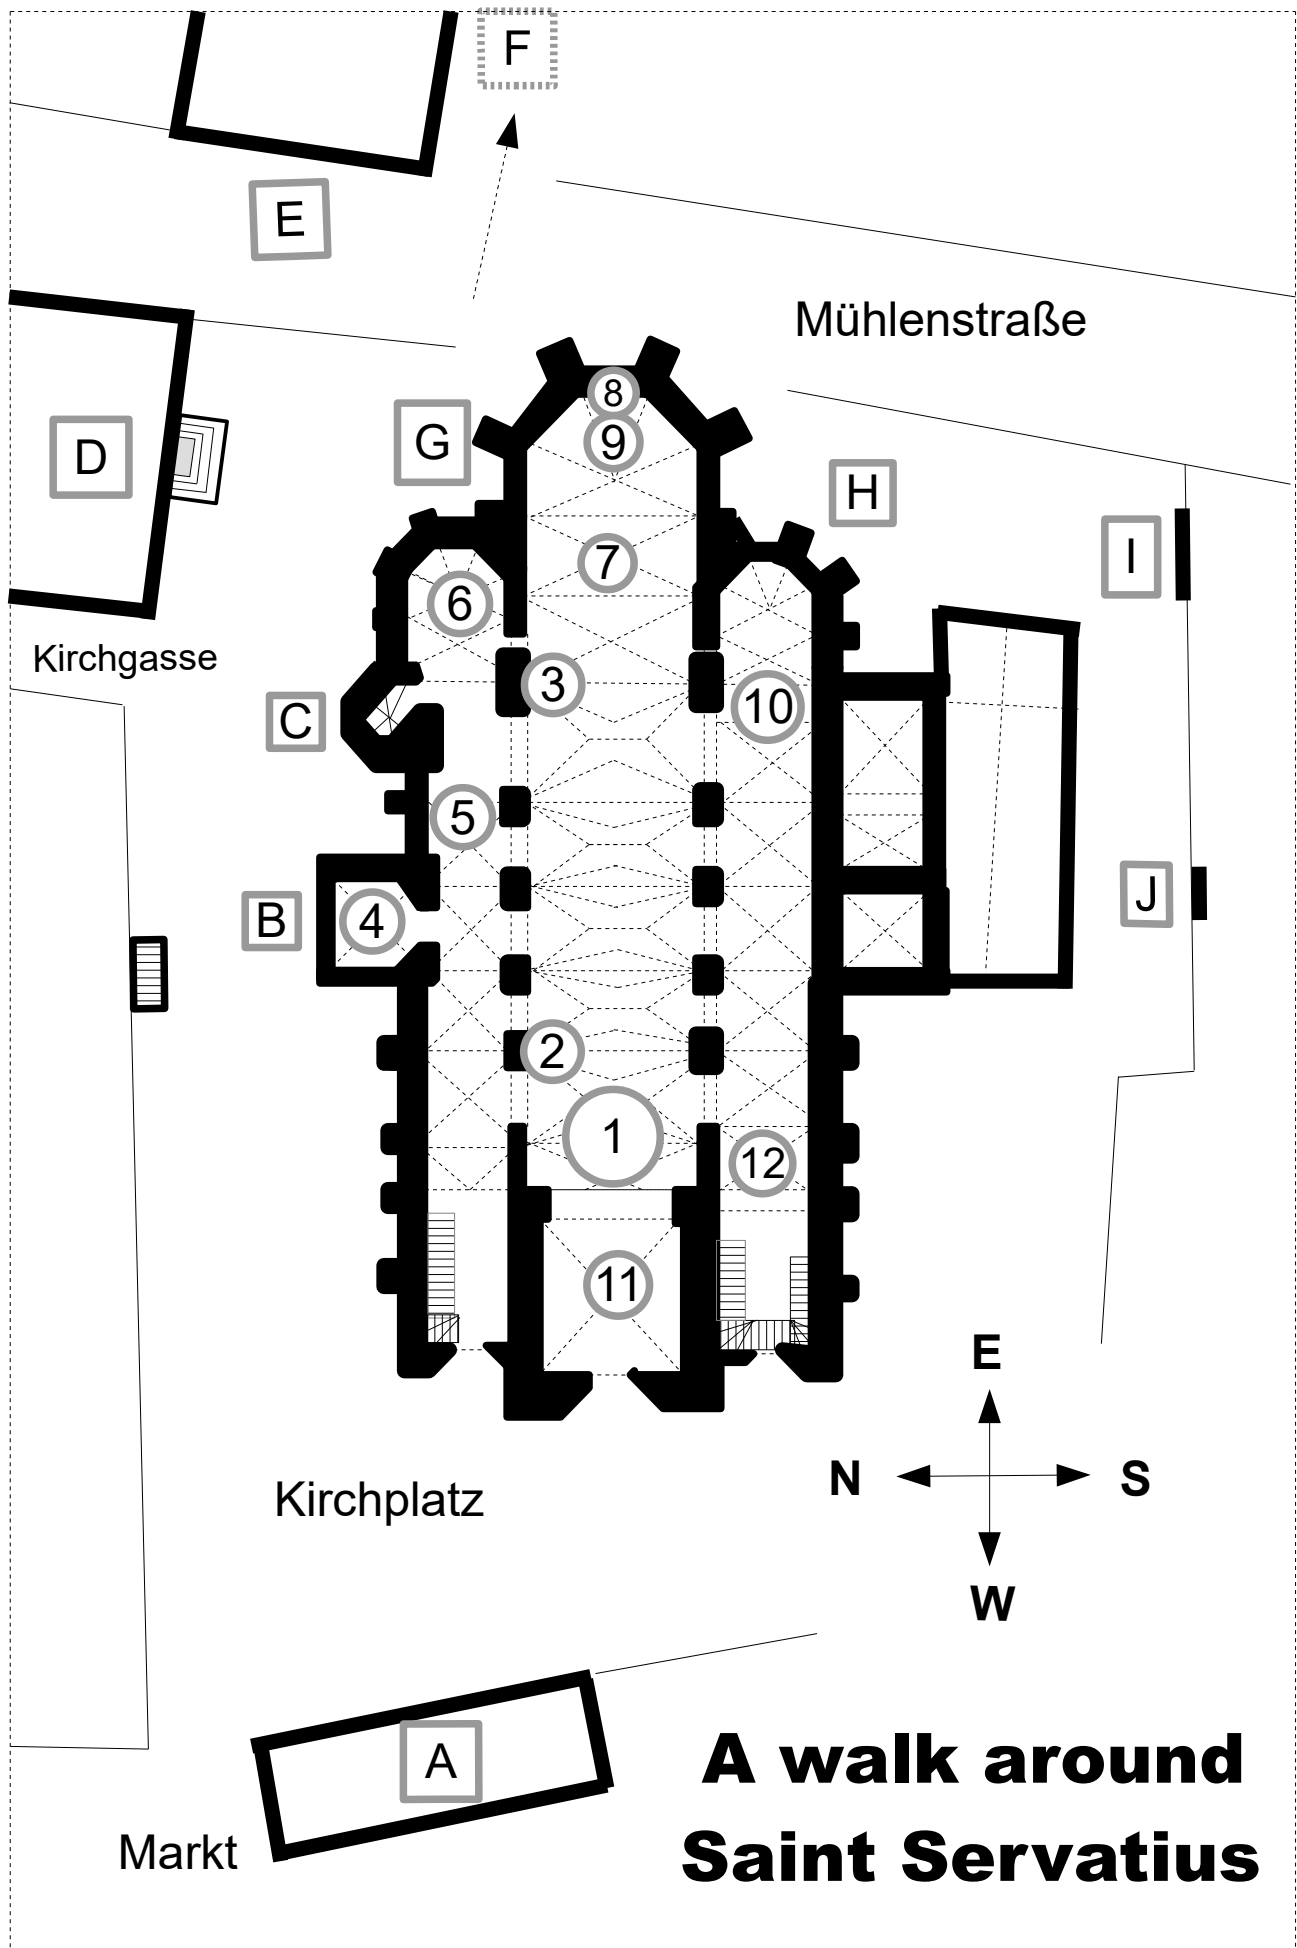 F
E
Mühlenstraße
8
9
G
D
H
I
7
6
Kirchgasse
3
10
C
5
J
B
4
2
1
12
11
E
N
S
W
Kirchplatz
A walk around
A
Saint Servatius
Markt